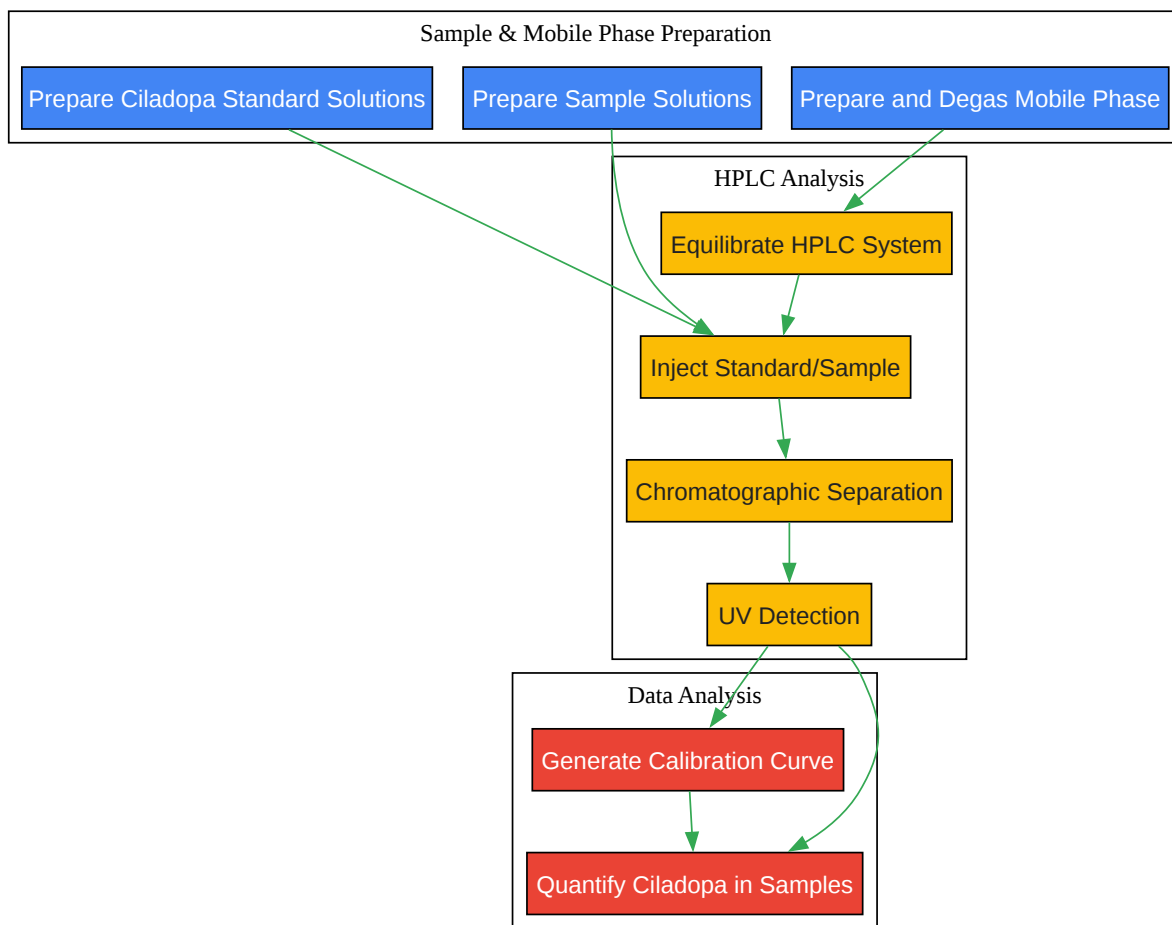 Sample & Mobile Phase Preparation
Prepare Ciladopa Standard Solutions
Prepare Sample Solutions
Prepare and Degas Mobile Phase
HPLC Analysis
Equilibrate HPLC System
Inject Standard/Sample
Chromatographic Separation
UV Detection
Data Analysis
Generate Calibration Curve
Quantify Ciladopa in Samples